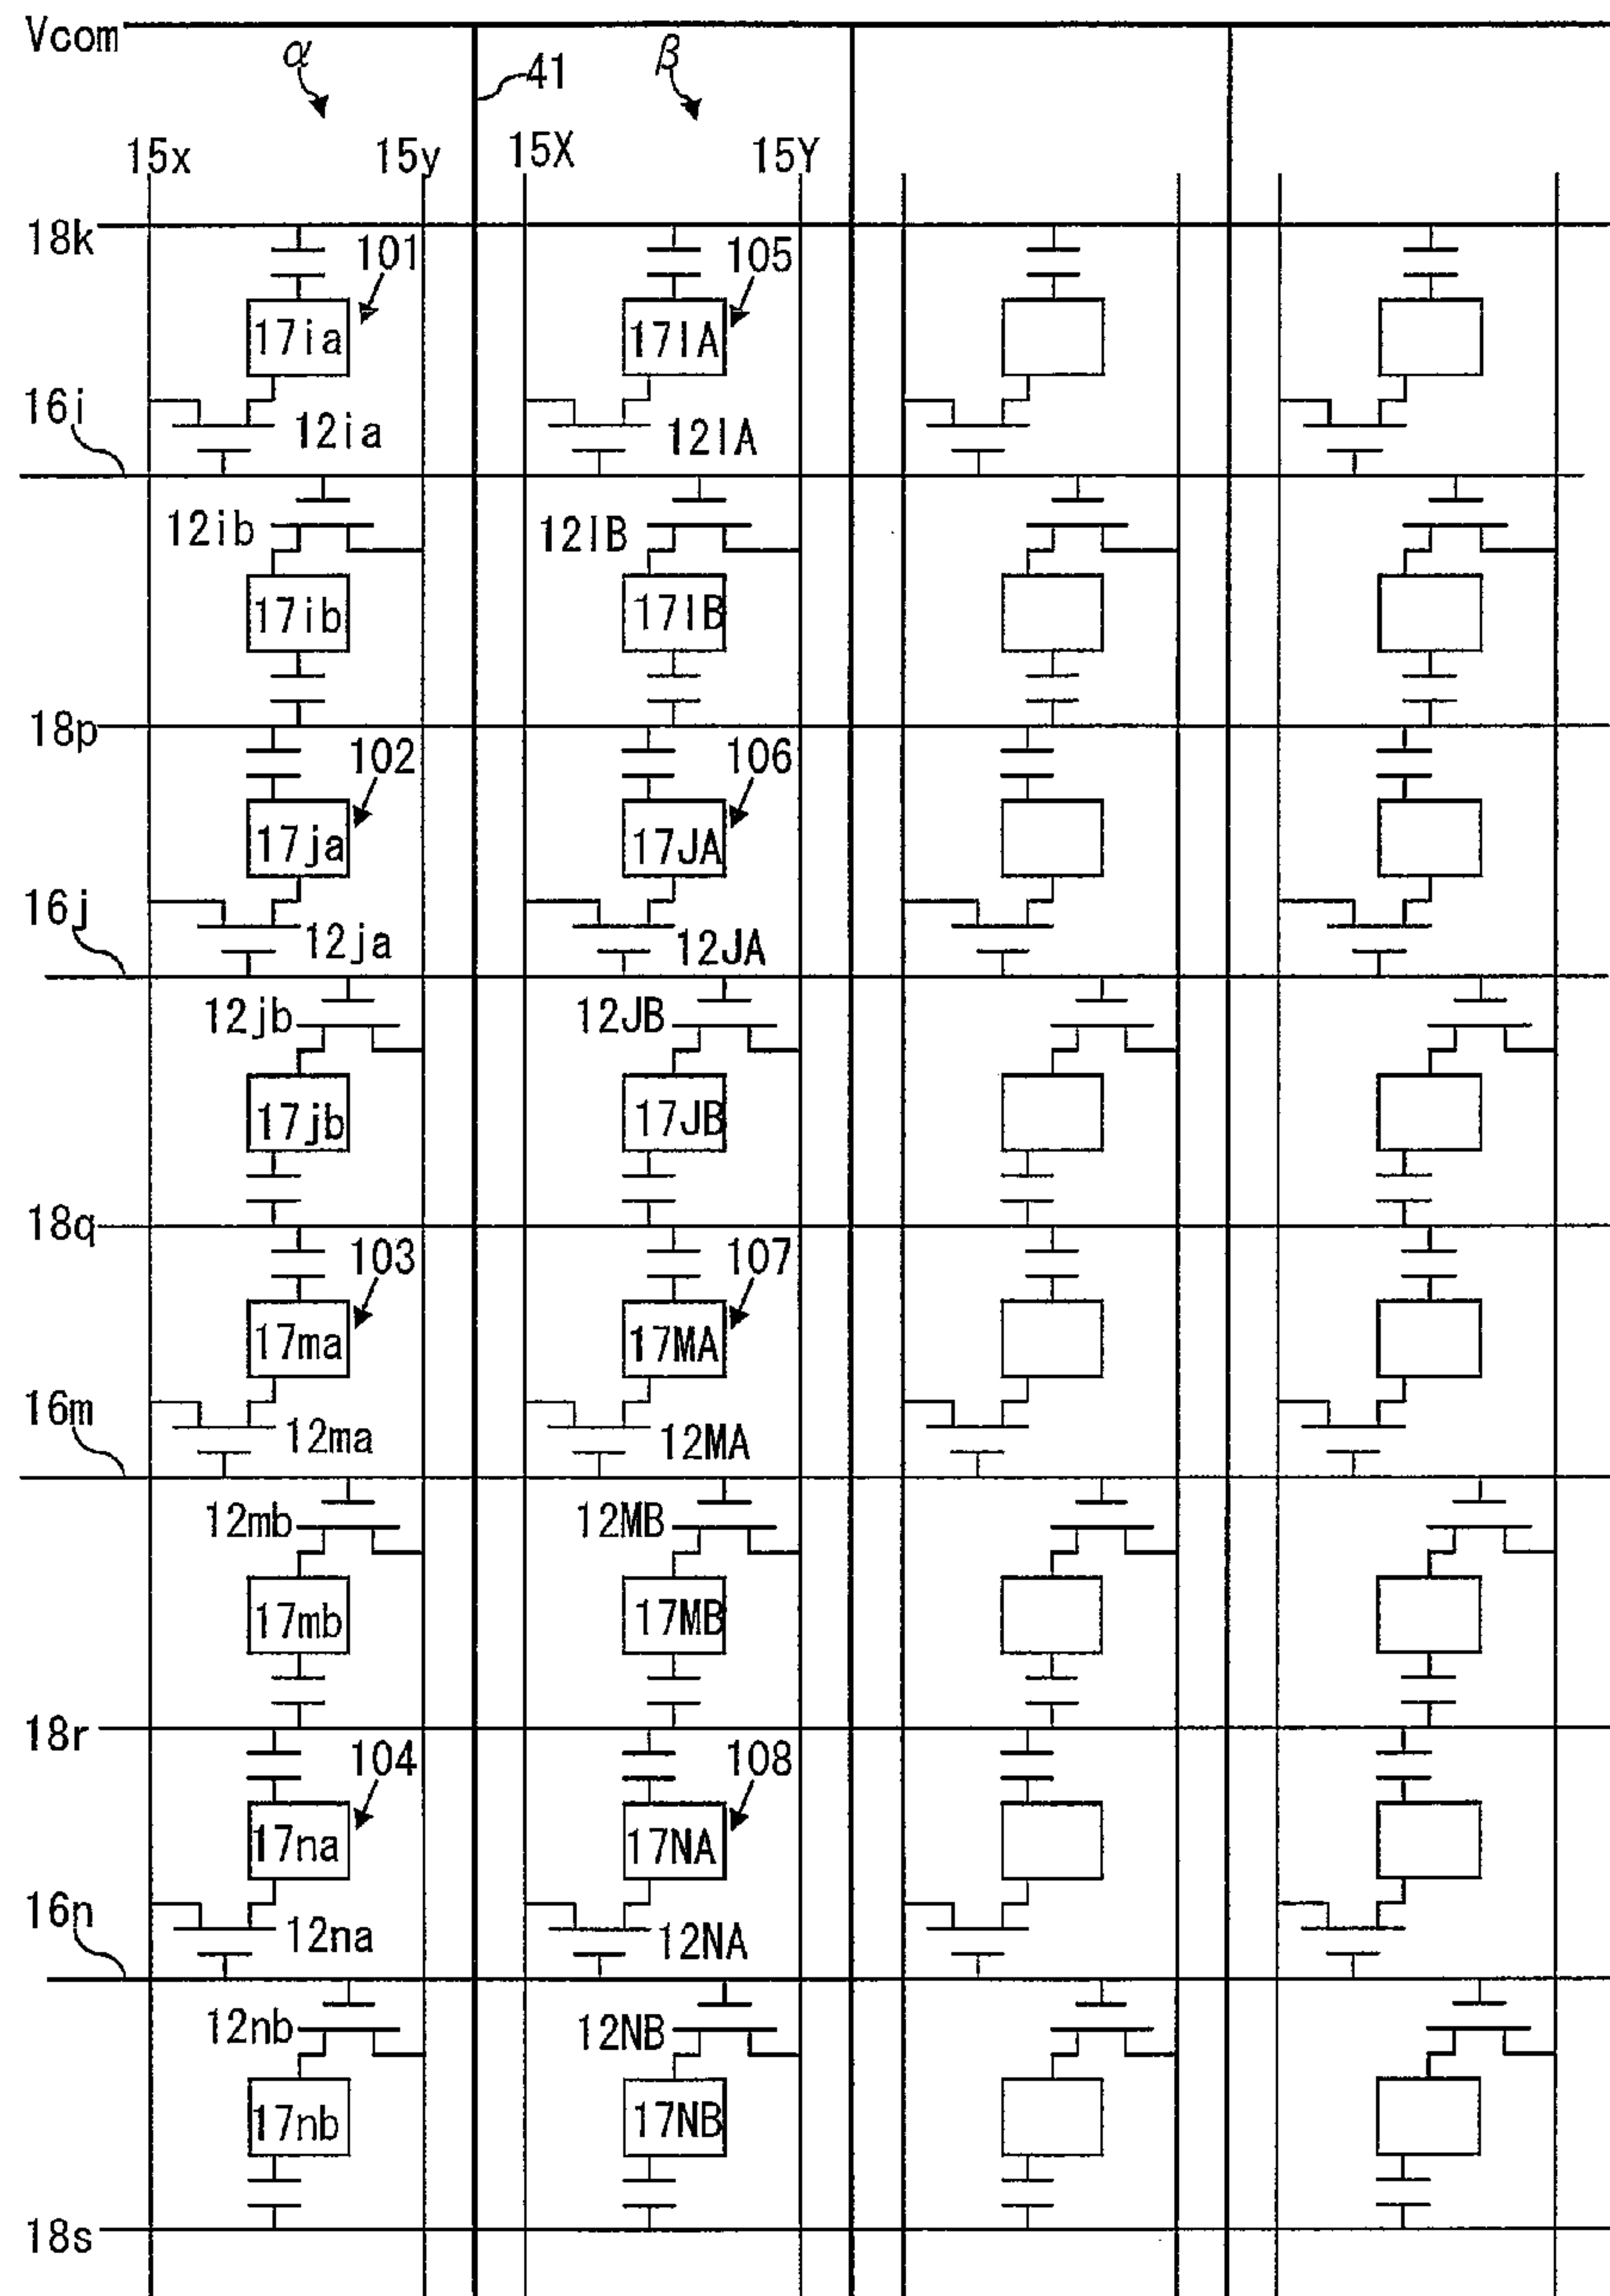 Vcom
α
41
β
15x
15y
15X
15Y
18k
101
105
17ia
17IA
16i
12ia
12IA
12ib
12IB
17ib
17IB
18p
102
106
17ja
17JA
16j
12ja
12JA
12jb
12JB
17jb
17JB
18q
103
107
17ma
17MA
16m
12ma
12MA
12mb
12MB
17mb
17MB
18r
104
108
17na
17NA
16n
12na
12NA
12nb
12NB
17nb
17NB
18s